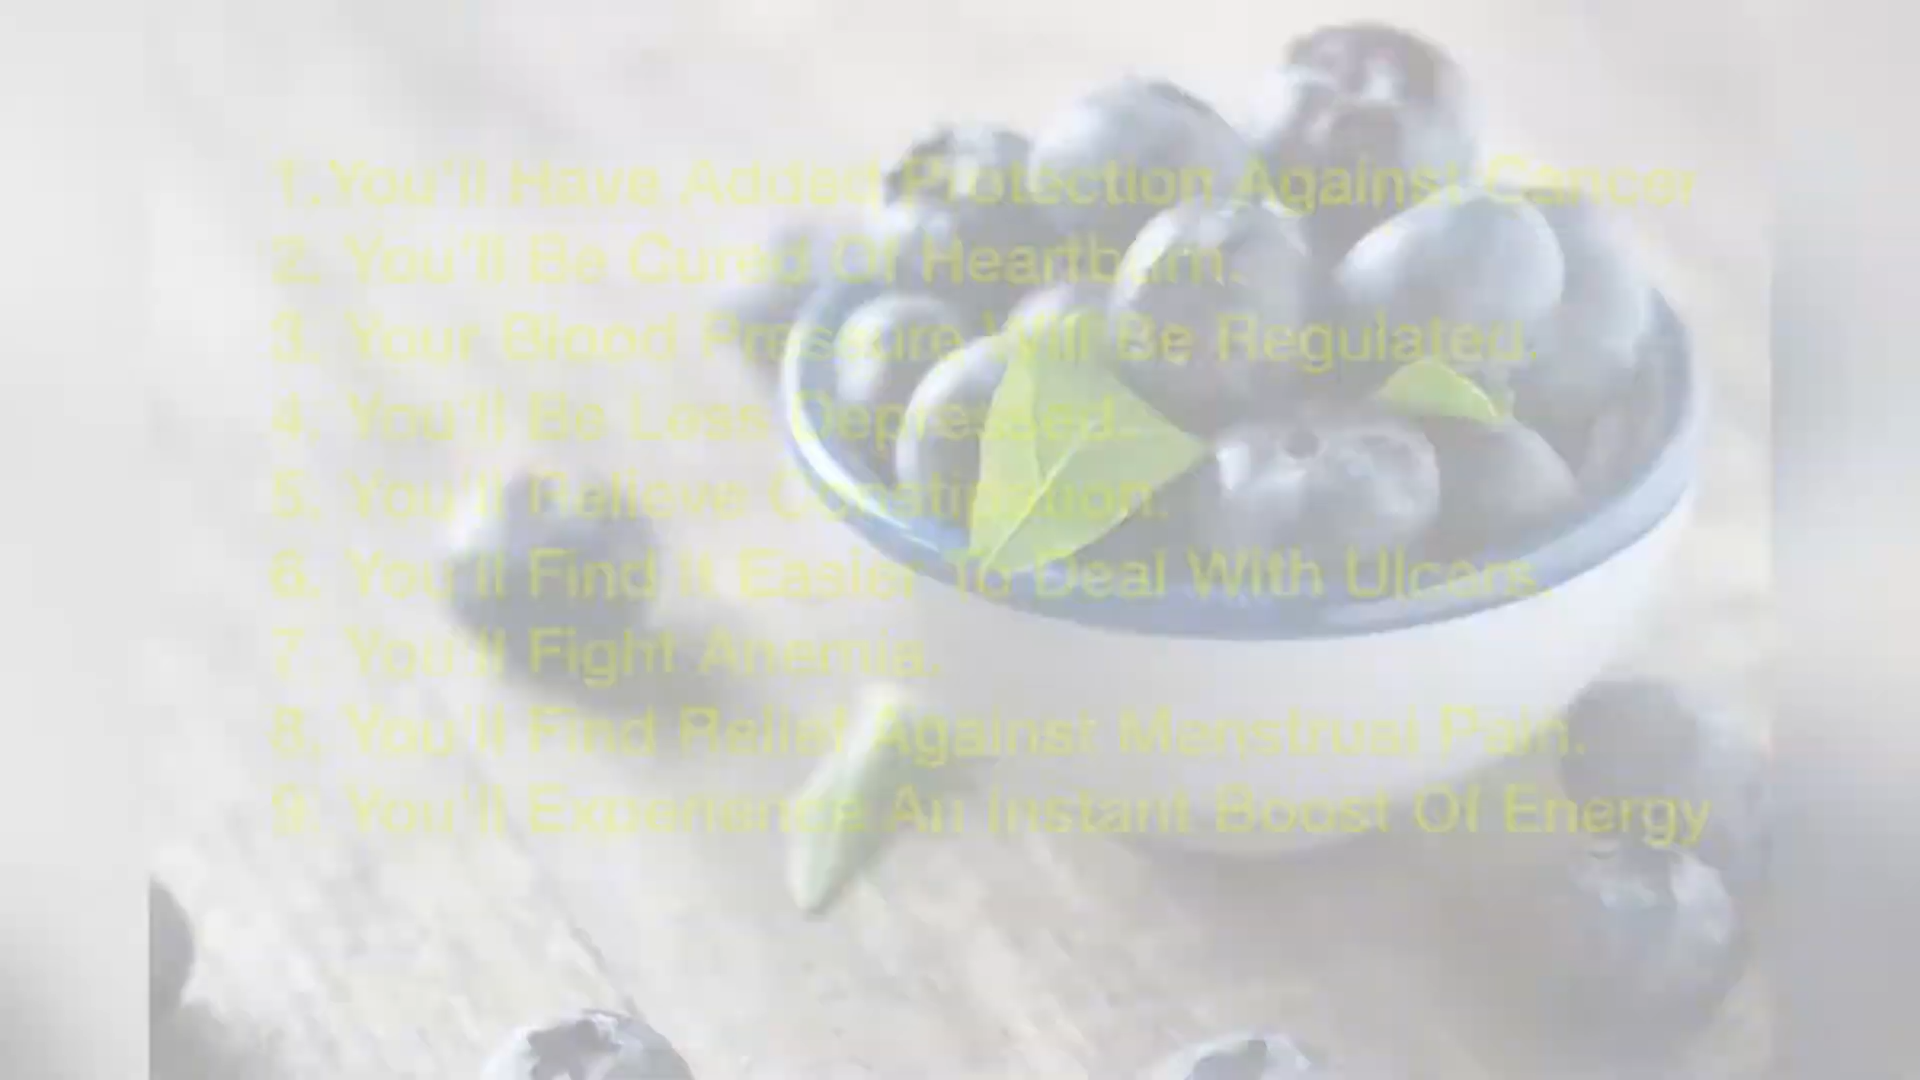 1.You'll Have Added Protection Against Cancer
2. You'll Be Cured Of Heartburn.
3. Your Blood Pressure Will Be Regulated.
4. You'll Be Less Depressed.
5. You'll Relieve Constipation.
6. You'll Find It Easier To Deal With Ulcers.
7. You'll Fight Anemia.
8. You'll Find Relief Against Menstrual Pain.
9. You'll Experience An Instant Boost Of Energy